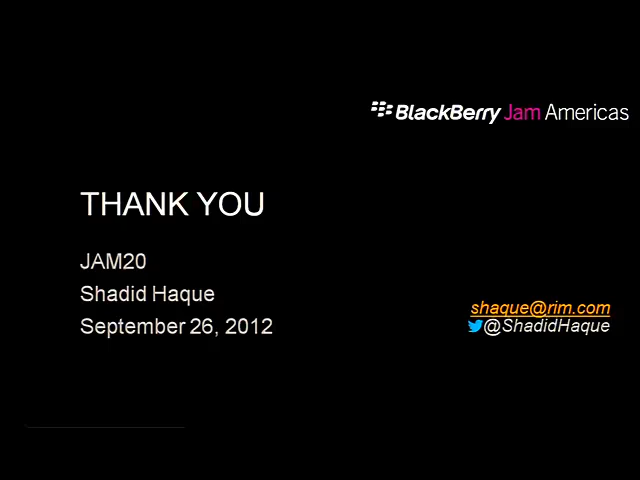 BlackBerry Jam Americas
THANK YOU
JAM20
Shadid Haque
September 26, 2012
shaque@rim.com
@ShadidHaque